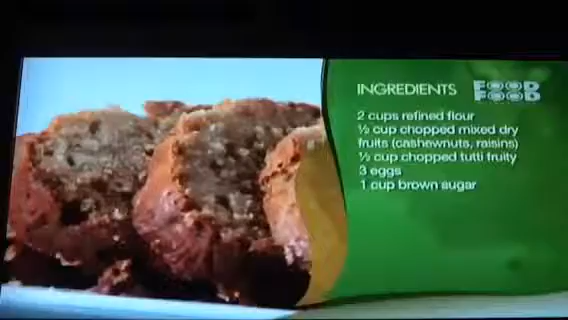 INGREDIENTS
FOOD
FOOD
2 cups refined flour
½ cup chopped mixed dry
fruits (cashewnuts, raisins)
½ cup chopped tutti fruity
3 eggs
1 cup brown sugar